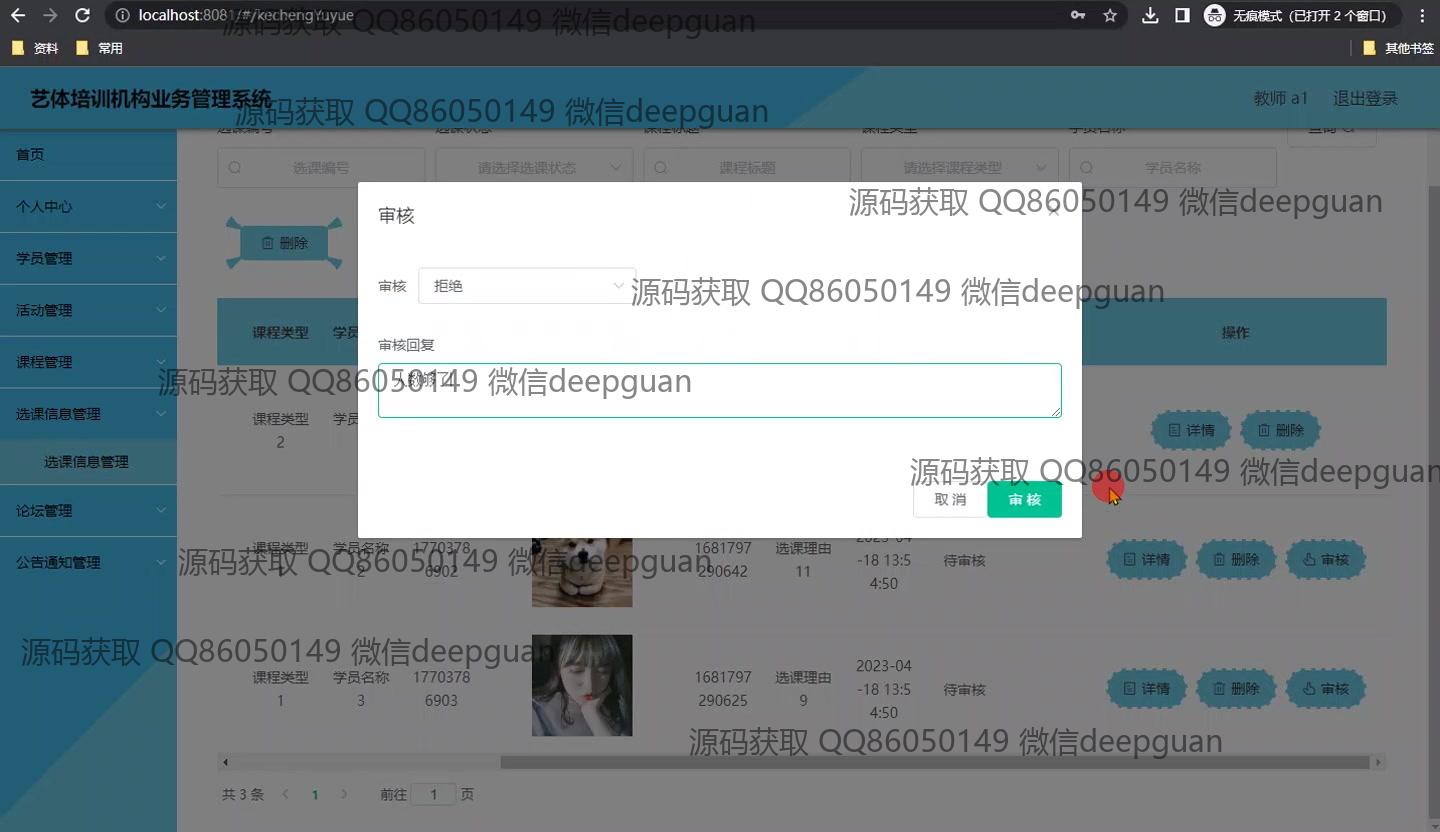 localhost:8081/#/kechengYuyue
无痕模式 (已打开 2 个窗口)
资料
常用
其他书签
源码获取 QQ86050149 微信deepguan
艺体培训机构业务管理系统
教师 a1
退出登录
源码获取 QQ86050149 微信deepguan
首页
个人中心
学员管理
活动管理
课程管理
选课信息管理
选课信息管理
论坛管理
公告通知管理
选课编号
选课状态
课程标题
课程类型
学员名称
查询
选课编号
请选择选课状态
课程标题
请选择课程类型
学员名称
删除
源码获取 QQ86050149 微信deepguan
审核
审核
拒绝
源码获取 QQ86050149 微信deepguan
审核回复
人数够了
源码获取 QQ86050149 微信deepguan
取 消
审 核
课程类型
学员
操作
课程类型
2
学员
详情
删除
源码获取 QQ86050149 微信deepguan
课程类型
1
学员名称
2
1770378
6902
1681797
290642
选课理由
11
2023-04
-18 13:5
4:50
待审核
详情
删除
审核
源码获取 QQ86050149 微信deepguan
源码获取 QQ86050149 微信deepguan
课程类型
1
学员名称
3
1770378
6903
1681797
290625
选课理由
9
2023-04
-18 13:5
4:50
待审核
详情
删除
审核
源码获取 QQ86050149 微信deepguan
共 3 条
1
前往
1
页